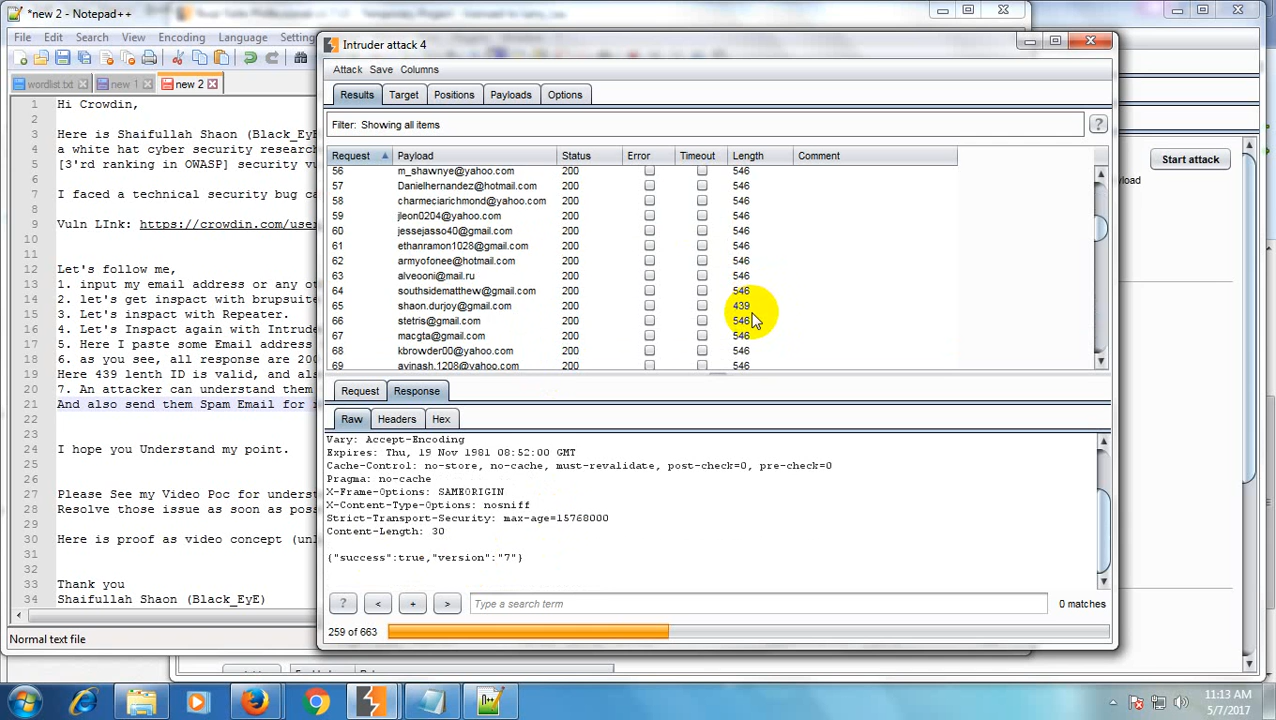 *new 2 - Notepad++
File Edit Search View Encoding Language Setting
wordlist.txt new 1 new 2
1 Hi Crowdin,
2
3 Here is Shaifullah Shaon (Black_EyE
4 a white hat cyber security research
5 [3'rd ranking in OWASP] security vu
6
7 I faced a technical security bug ca
8
9 Vuln LInk: https://crowdin.com/user
10
11
12 Let's follow me,
13 1. input my email address or any ot
14 2. let's get inspact with brupsuite
15 3. Let's inspact with Repeater.
16 4. Let's Inspact again with Intrude
17 5. Here I paste some Email address
18 6. as you see, all response are 200
19 Here 439 lenth ID is valid, and als
20 7. An attacker can understand them
21 And also send them Spam Email for
22
23
24 I hope you Understand my point.
25
26
27 Please See my Video Poc for underst
28 Resolve those issue as soon as poss
29
30 Here is proof as video concept (unl
31
32
33 Thank you
34 Shaifullah Shaon (Black_EyE)
Normal text file
Intruder attack 4
Attack Save Columns
Results Target Positions Payloads Options
Filter: Showing all items
?
Request Payload Status Error Timeout Length Comment
56 m_shawnye@yahoo.com 200 546
57 Danielhernandez@hotmail.com 200 546
58 charmeciarichmond@yahoo.com 200 546
59 jleon0204@yahoo.com 200 546
60 jessejasso40@gmail.com 200 546
61 ethanramon1028@gmail.com 200 546
62 armyofonee@hotmail.com 200 546
63 alveooni@mail.ru 200 546
64 southsidematthew@gmail.com 200 546
65 shaon.durjoy@gmail.com 200 439
66 stetris@gmail.com 200 546
67 macgta@gmail.com 200 546
68 kbrowder00@yahoo.com 200 546
69 avinash.1208@yahoo.com 200 546
Request Response
Raw Headers Hex
Vary: Accept-Encoding
Expires: Thu, 19 Nov 1981 08:52:00 GMT
Cache-Control: no-store, no-cache, must-revalidate, post-check=0, pre-check=0
Pragma: no-cache
X-Frame-Options: SAMEORIGIN
X-Content-Type-Options: nosniff
Strict-Transport-Security: max-age=15768000
Content-Length: 30
{"success":true,"version":"7"}
? < + > Type a search term 0 matches
259 of 663
Start attack
yload
11:13 AM
5/7/2017